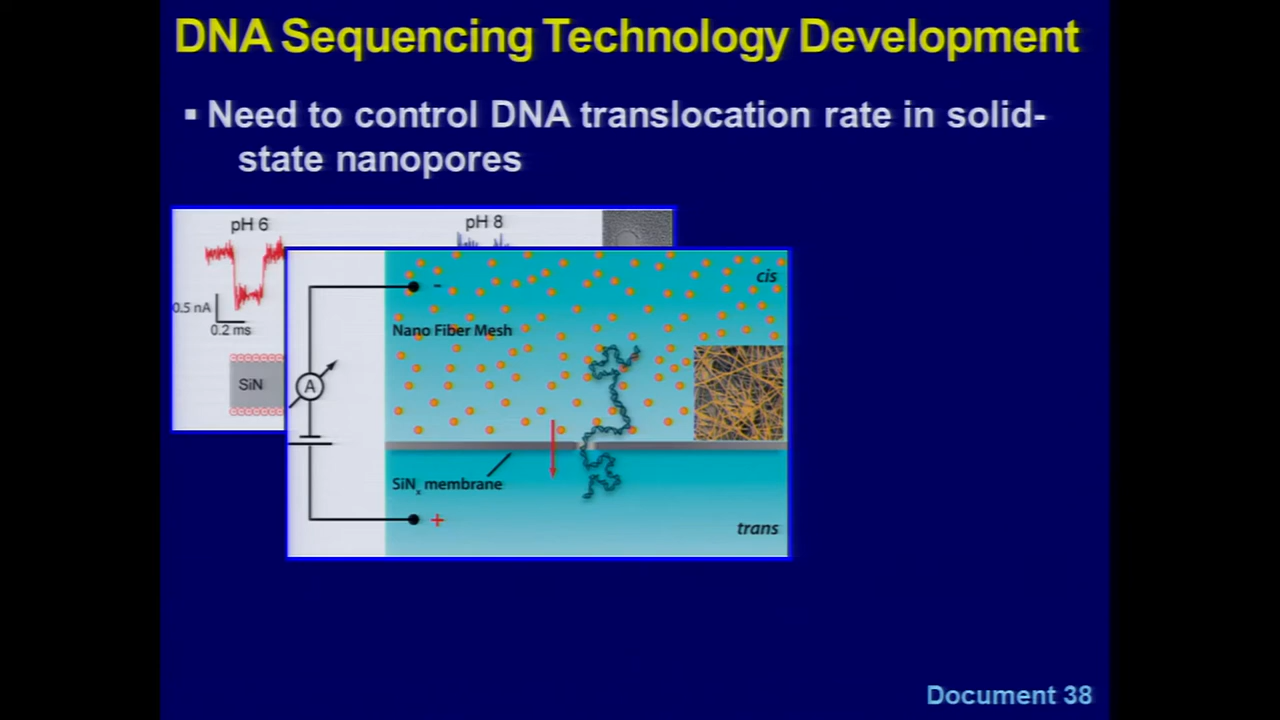 DNA Sequencing Technology Development
▪ Need to control DNA translocation rate in solid-
state nanopores
pH 6
pH 8
0.5 nA
0.2 ms
SiN
cis
-
Nano Fiber Mesh
A
SiNx membrane
+
trans
Document 38